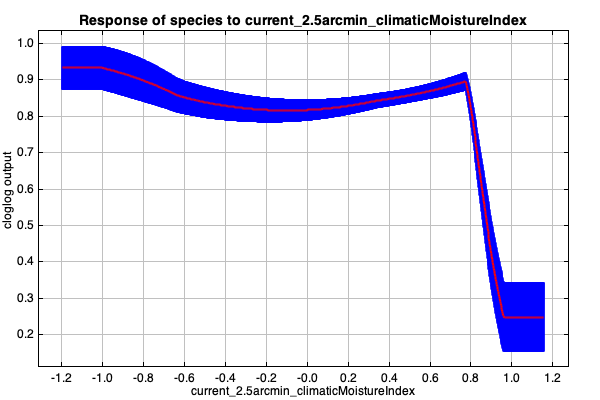 Response of species to current_2.5arcmin_climaticMoistureIndex
1.0
0.9
0.8
0.7
0.6
0.5
0.4
0.3
0.2
cloglog output
-1.2 -1.0 -0.8 -0.6 -0.4 -0.2 -0.0 0.2 0.4 0.6 0.8 1.0 1.2
current_2.5arcmin_climaticMoistureIndex